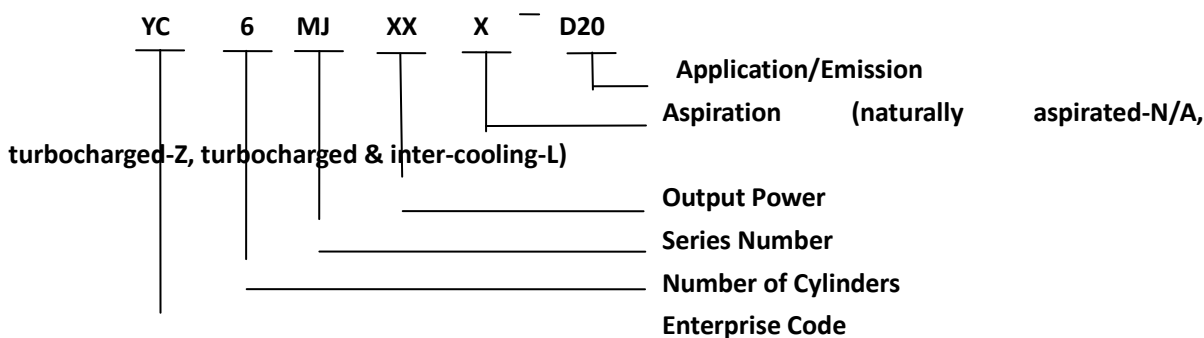 YC 6 MJ XX X – D20
Application/Emission
Aspiration (naturally aspirated-N/A,
turbocharged-Z, turbocharged & inter-cooling-L)
Output Power
Series Number
Number of Cylinders
Enterprise Code